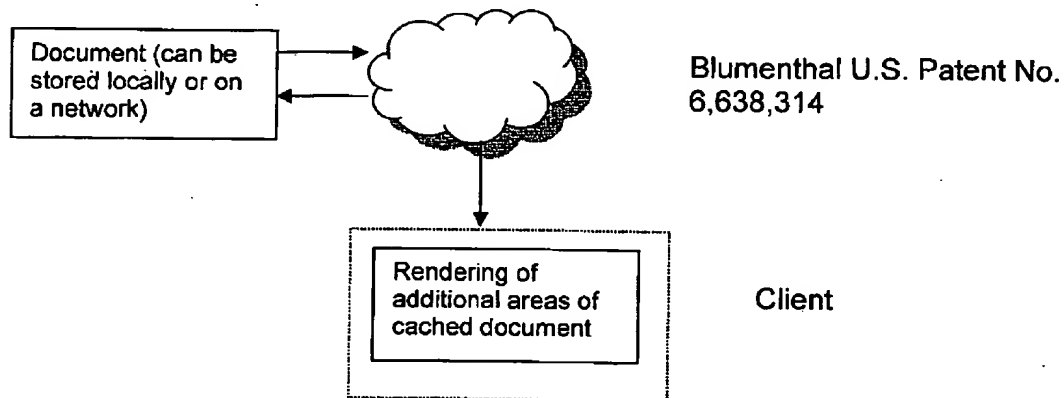 Document (can be
stored locally or on
a network)
Blumenthal U.S. Patent No.
6,638,314
Rendering of
additional areas of
cached document
Client